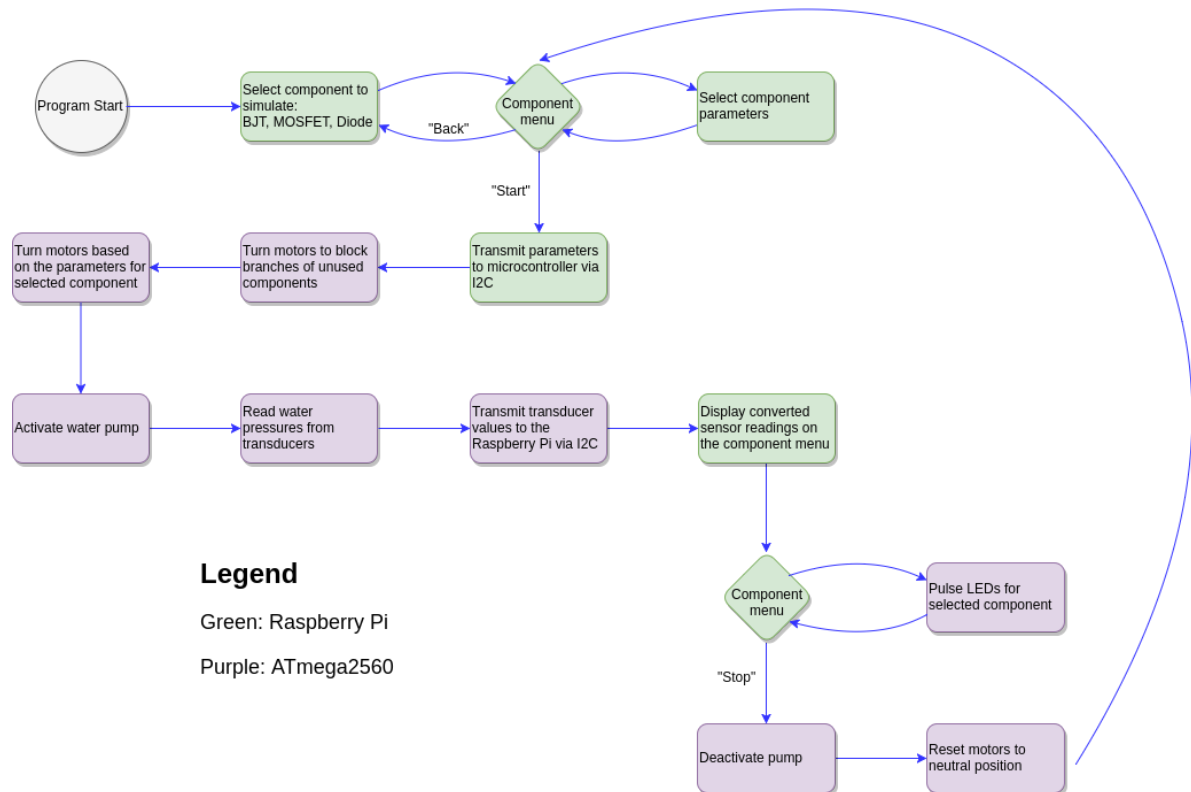 Program Start
Select component to
simulate:
BJT, MOSFET, Diode
"Back"
Component
menu
Select component
parameters
"Start"
Turn motors based
on the parameters for
selected component
Turn motors to block
branches of unused
components
Transmit parameters
to microcontroller via
I2C
Activate water pump
Read water
pressures from
transducers
Transmit transducer
values to the
Raspberry Pi via I2C
Display converted
sensor readings on
the component menu
Legend
Green: Raspberry Pi
Purple: ATmega2560
Component
menu
Pulse LEDs for
selected component
"Stop"
Deactivate pump
Reset motors to
neutral position